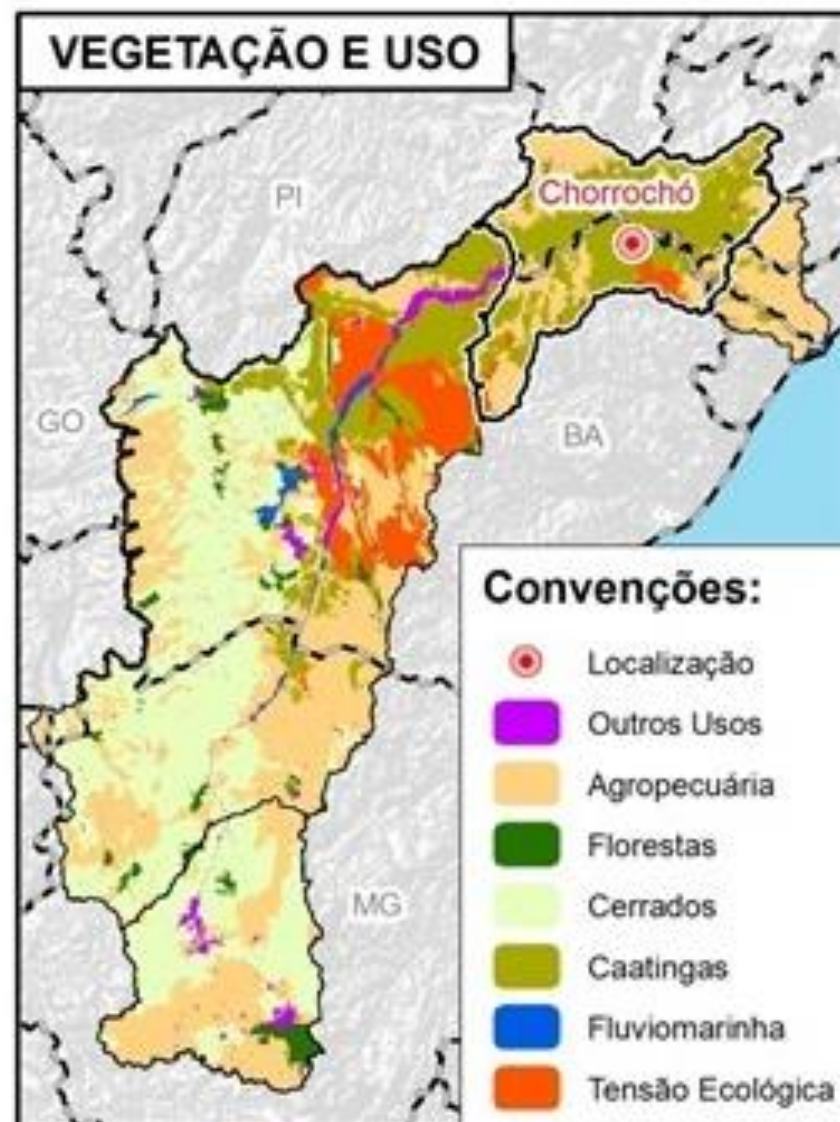 VEGETAÇÃO E USO
PI
Chorrochó
GO
BA
MG
Convenções:
Localização
Outros Usos
Agropecuária
Florestas
Cerrados
Caatingas
Fluviomarinha
Tensão Ecológica